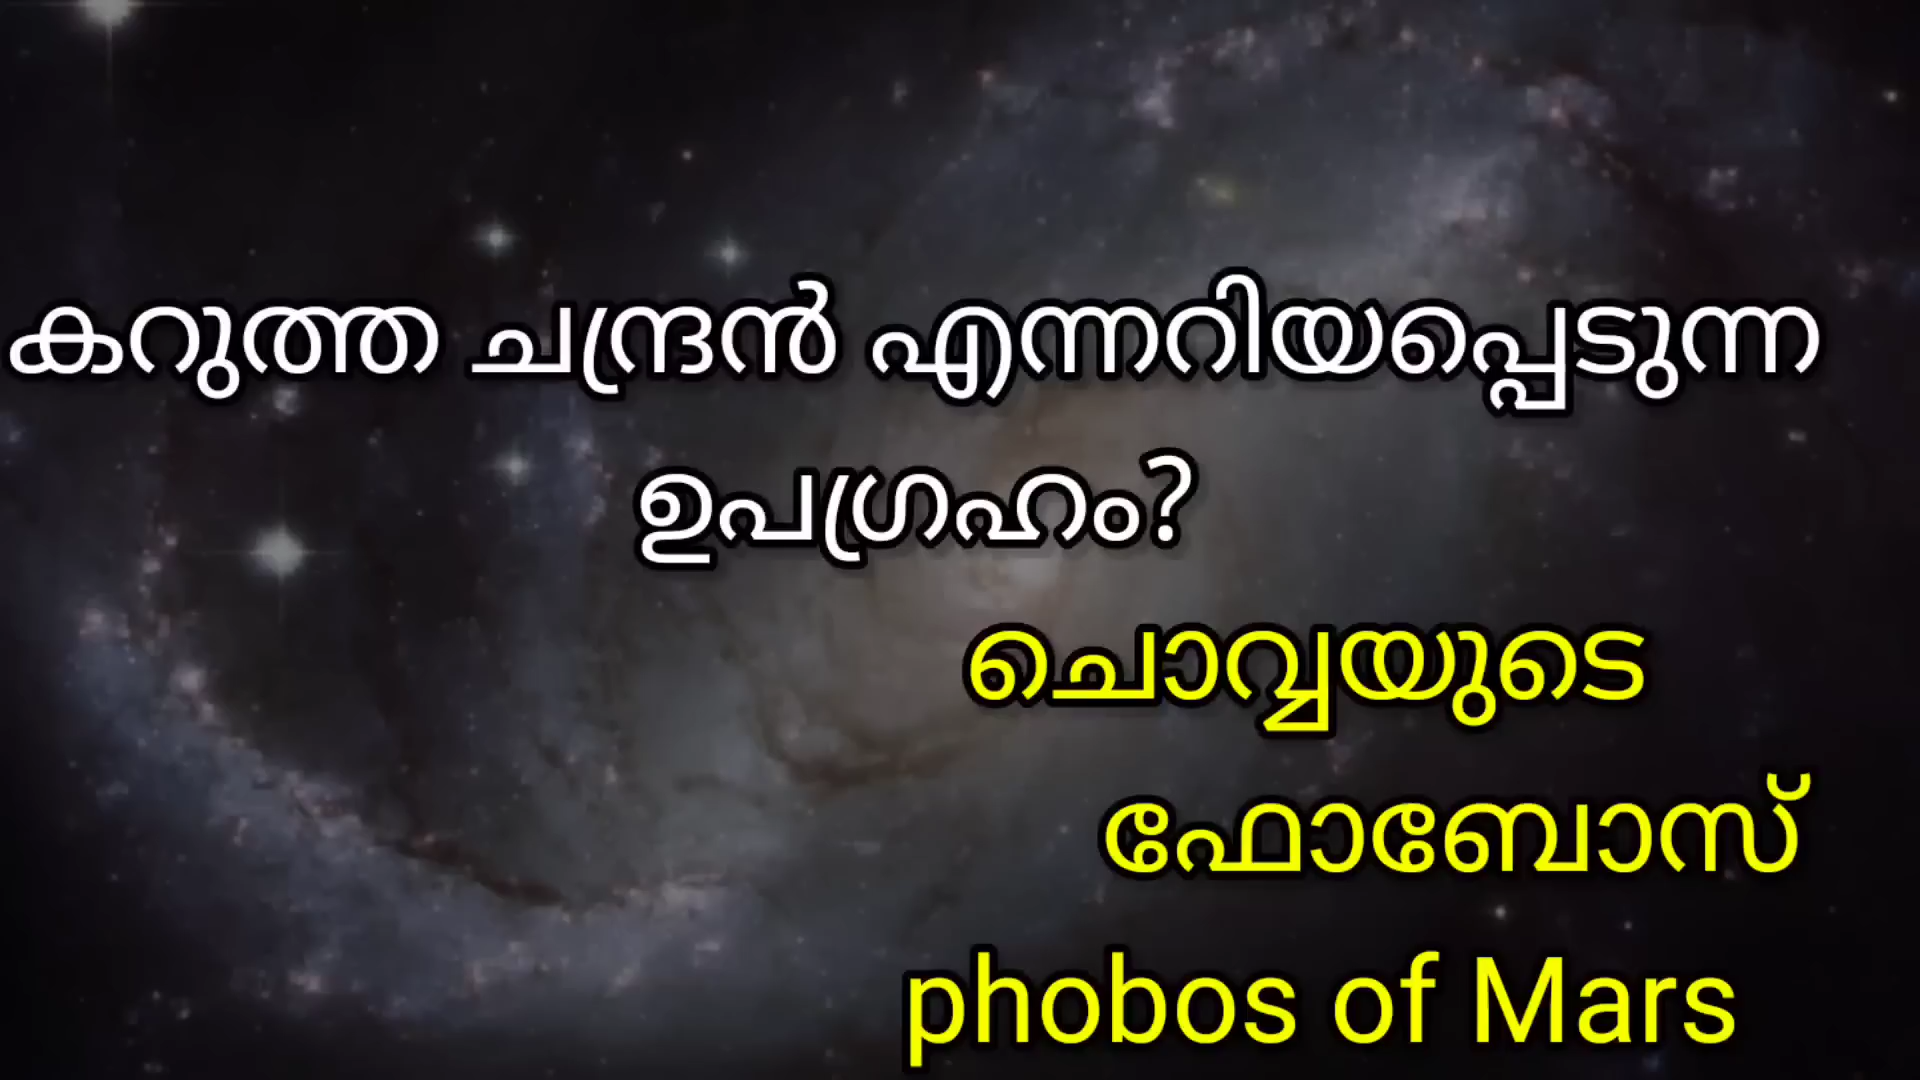 കറുത്ത ചന്ദ്രൻ എന്നറിയപ്പെടുന്ന
ഉപഗ്രഹം?
ചൊവ്വയുടെ
ഫോബോസ്
phobos of Mars